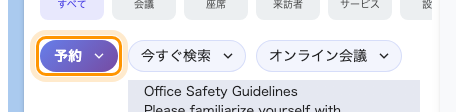 すべて 会議 座席 来訪者 サービス
予約 今すぐ検索 オンライン会議
Office Safety Guidelines
Please familiarize yourself with